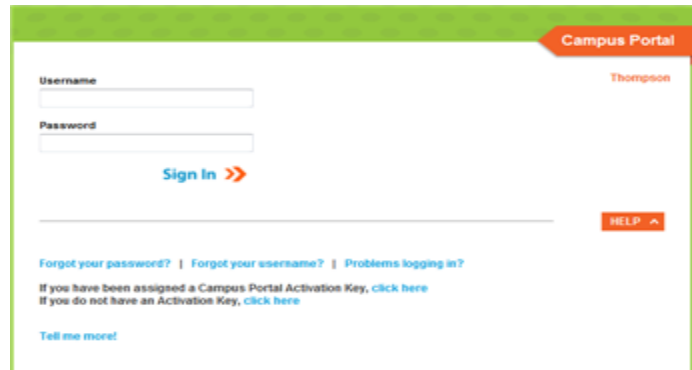 Campus Portal
Username
Thompson
Password
Sign In
HELP
Forgot your password? | Forgot your username? | Problems logging in?
If you have been assigned a Campus Portal Activation Key, click here
If you do not have an Activation Key, click here
Tell me more!